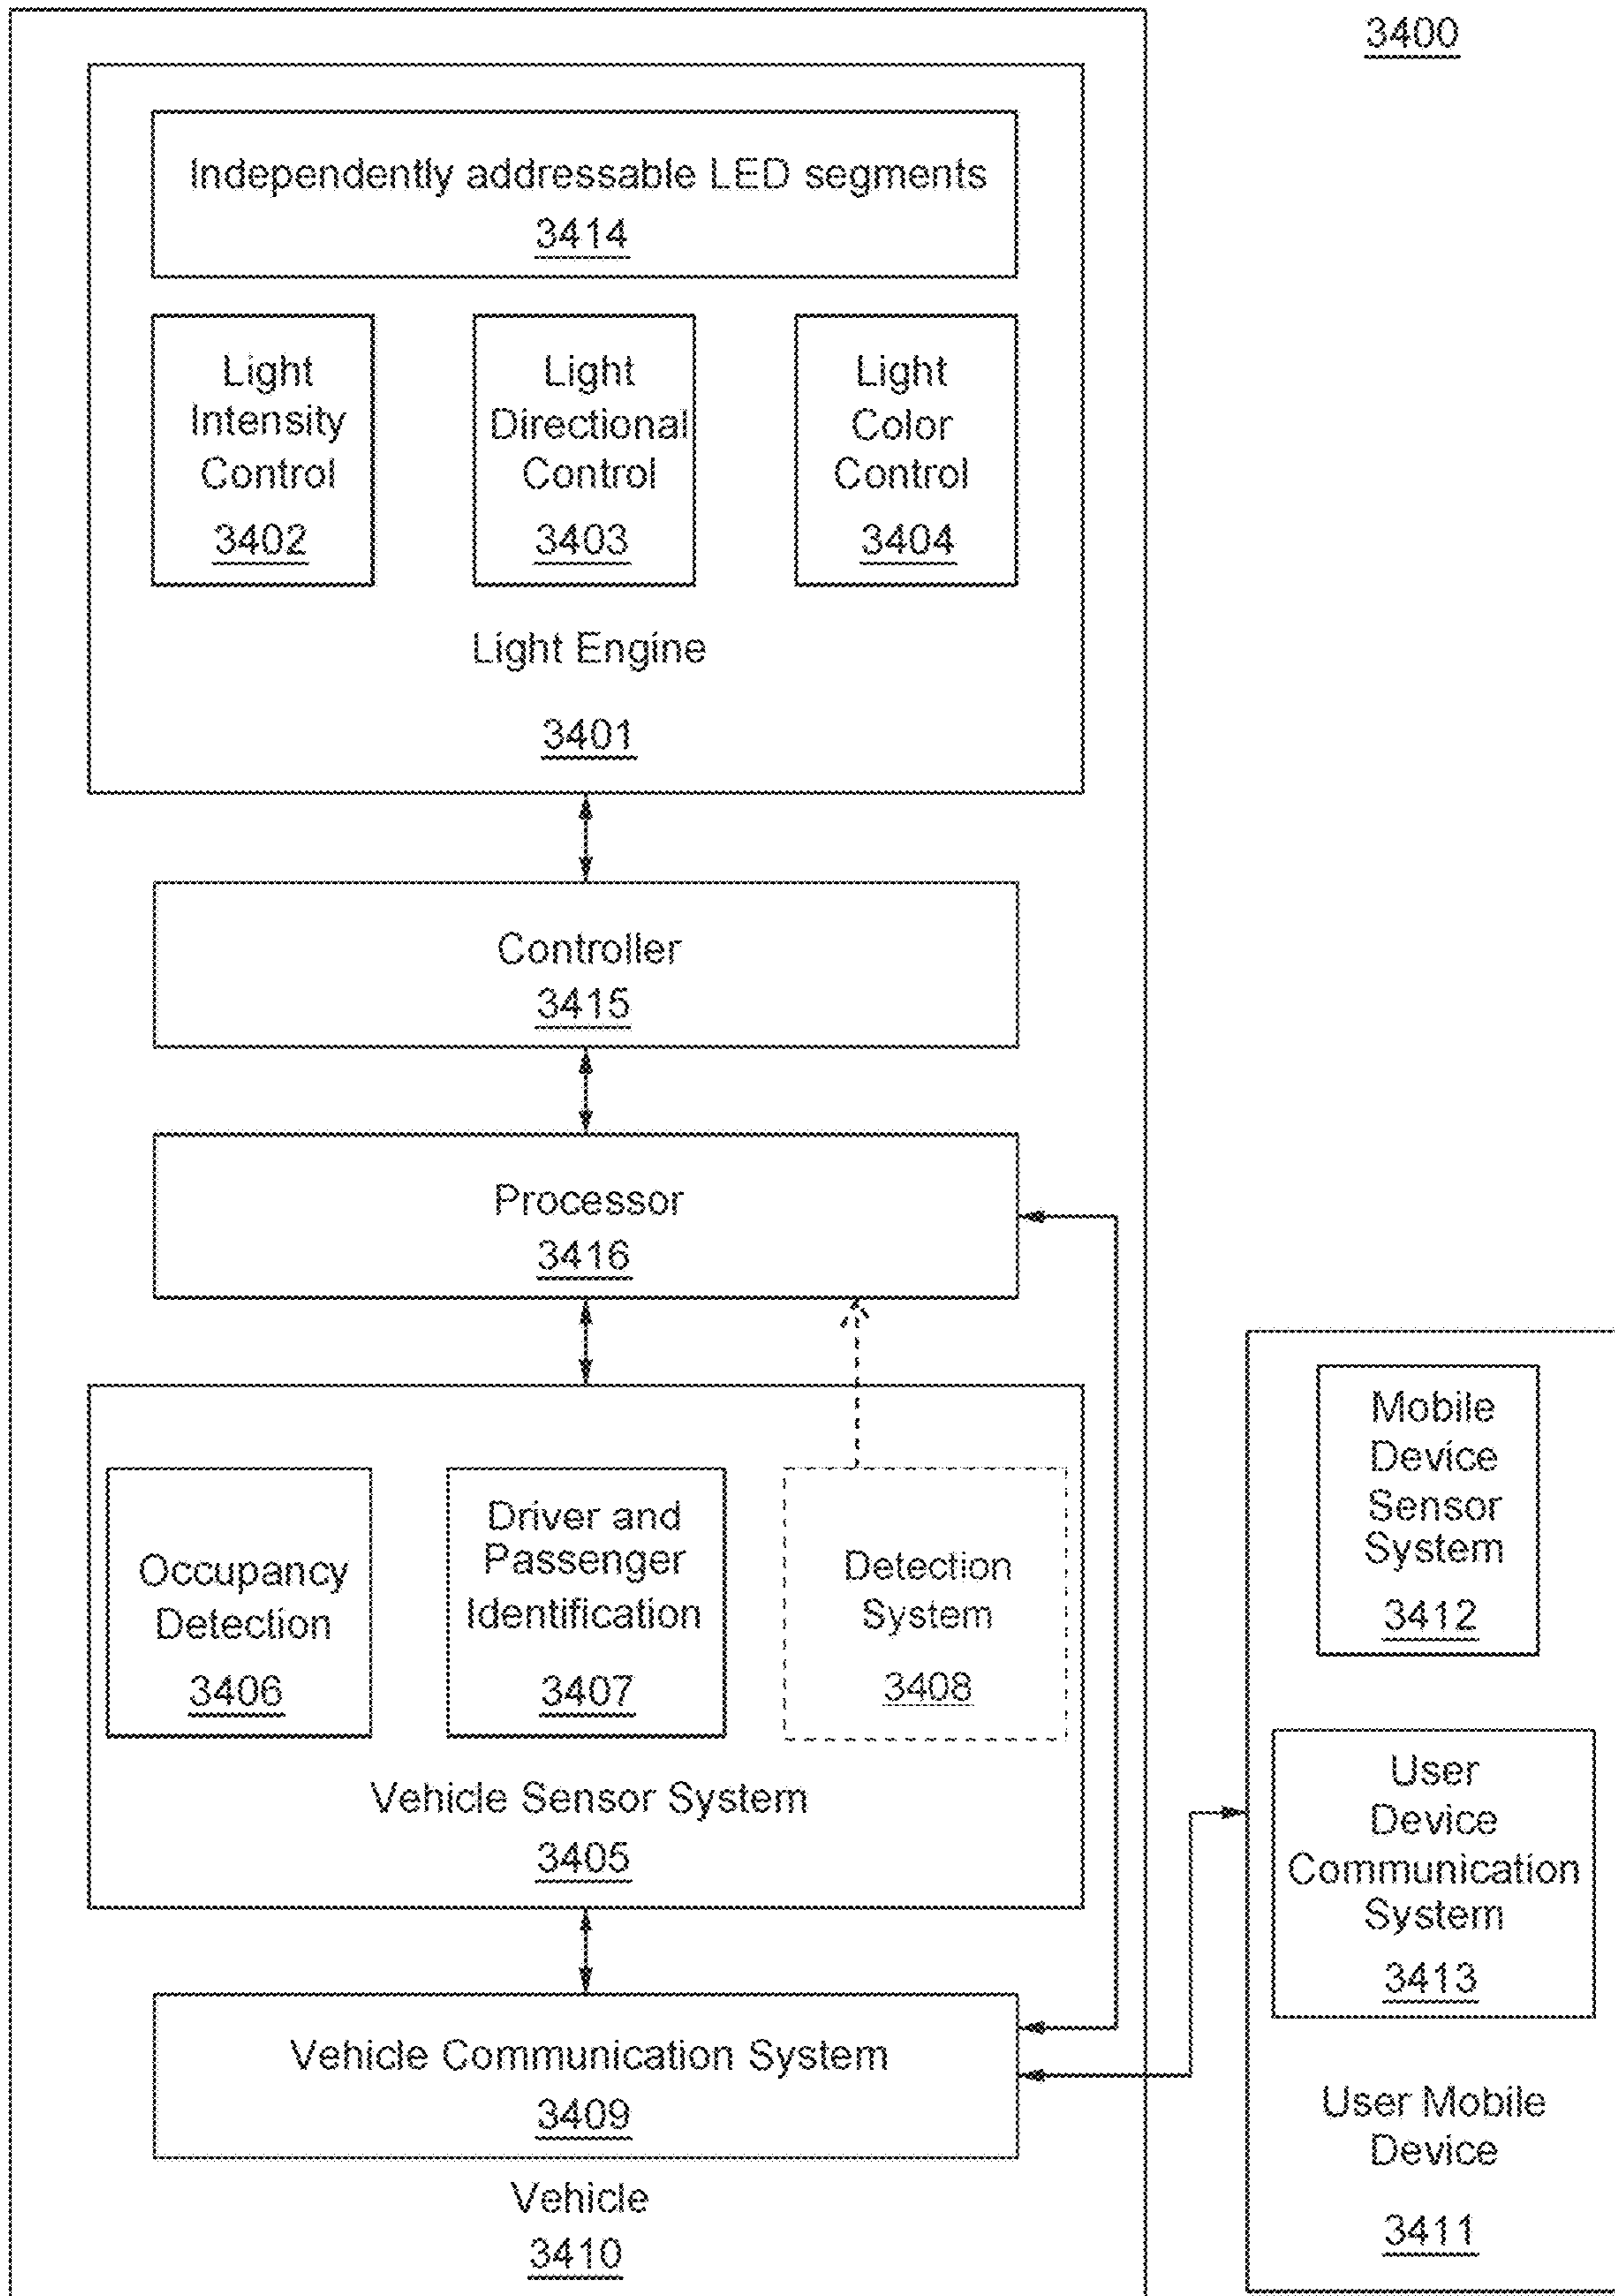 3400
Independently addressable LED segments
3414
Light
Intensity
Control
3402
Light
Directional
Control
3403
Light
Color
Control
3404
Light Engine
3401
Controller
3415
Processor
3416
Occupancy
Detection
3406
Driver and
Passenger
Identification
3407
Detection
System
3408
Vehicle Sensor System
3405
Vehicle Communication System
3409
Vehicle
3410
Mobile
Device
Sensor
System
3412
User
Device
Communication
System
3413
User Mobile
Device
3411